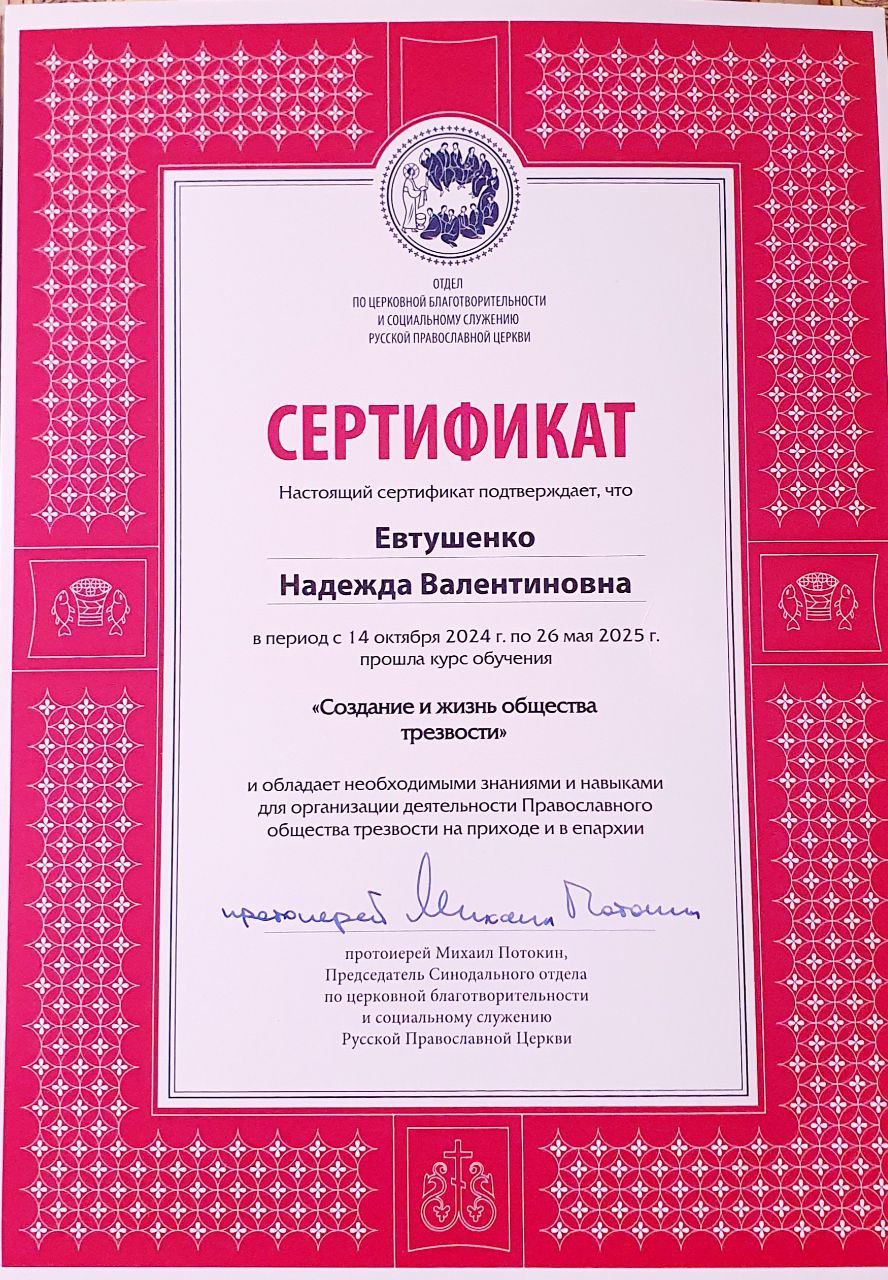 ОТДЕЛ
ПО ЦЕРКОВНОЙ БЛАГОТВОРИТЕЛЬНОСТИ
И СОЦИАЛЬНОМУ СЛУЖЕНИЮ
РУССКОЙ ПРАВОСЛАВНОЙ ЦЕРКВИ
СЕРТИФИКАТ
Настоящий сертификат подтверждает, что
Евтушенко
Надежда Валентиновна
в период с 14 октября 2024 г. по 26 мая 2025 г.
прошла курс обучения
«Создание и жизнь общества
трезвости»
и обладает необходимыми знаниями и навыками
для организации деятельности Православного
общества трезвости на приходе и в епархии
протоиерей Михаил Потокин
протоиерей Михаил Потокин,
Председатель Синодального отдела
по церковной благотворительности
и социальному служению
Русской Православной Церкви